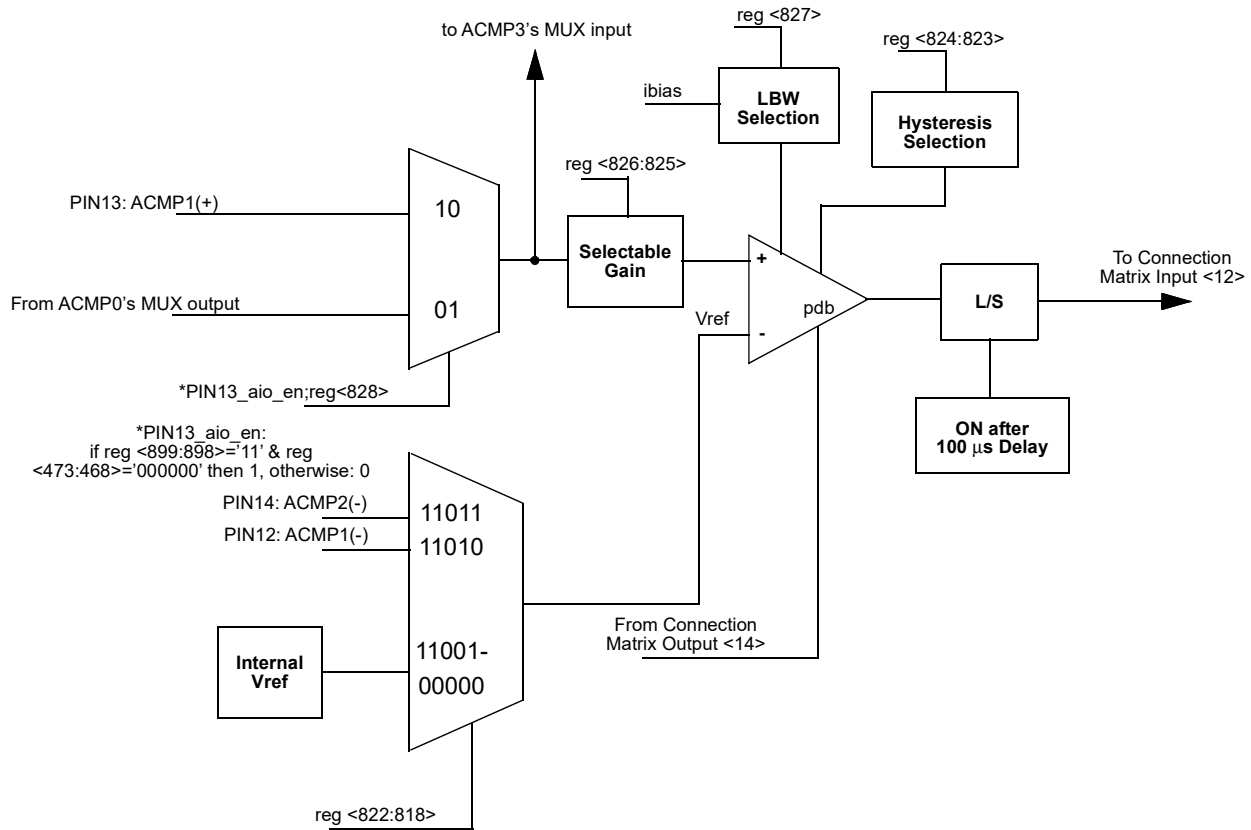 reg <827>
to ACMP3's MUX input
reg <824:823>
ibias
LBW
Selection
Hysteresis
Selection
reg <826:825>
PIN13: ACMP1(+)
10
Selectable
Gain
+
To Connection
Matrix Input <12>
From ACMP0's MUX output
01
Vref
-
pdb
L/S
*PIN13_aio_en;reg<828>
ON after
100 μs Delay
*PIN13_aio_en:
if reg <899:898>='11' & reg
<473:468>='000000' then 1, otherwise: 0
PIN14: ACMP2(-)
11011
PIN12: ACMP1(-)
11010
From Connection
Matrix Output <14>
Internal
Vref
11001-
00000
reg <822:818>